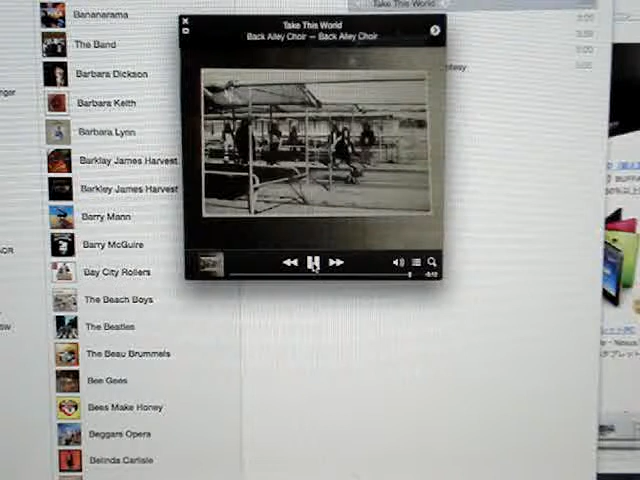 Bananarama
The Band
Barbara Dickson
Barbara Keith
Barbara Lynn
Barklay James Harvest
Barkley James Harvest
Barry Mann
Barry McGuire
Bay City Rollers
The Beach Boys
The Beatles
The Beau Brummels
Bee Gees
Bees Make Honey
Beggars Opera
Belinda Carlisle
Take This World
Back Alley Choir — Back Alley Choir
Take This World